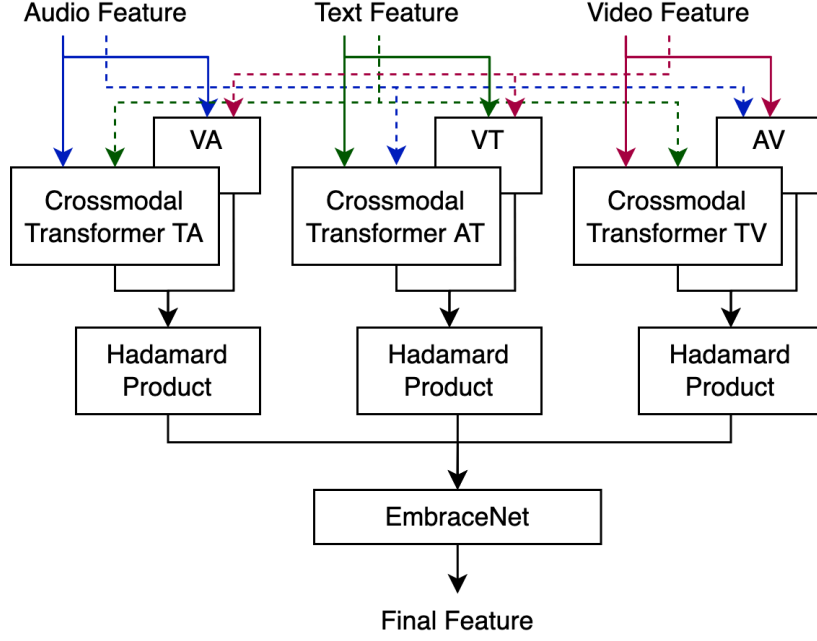 Audio Feature
Text Feature
Video Feature
VA
VT
AV
Crossmodal
Transformer TA
Crossmodal
Transformer AT
Crossmodal
Transformer TV
Hadamard
Product
Hadamard
Product
Hadamard
Product
EmbraceNet
Final Feature